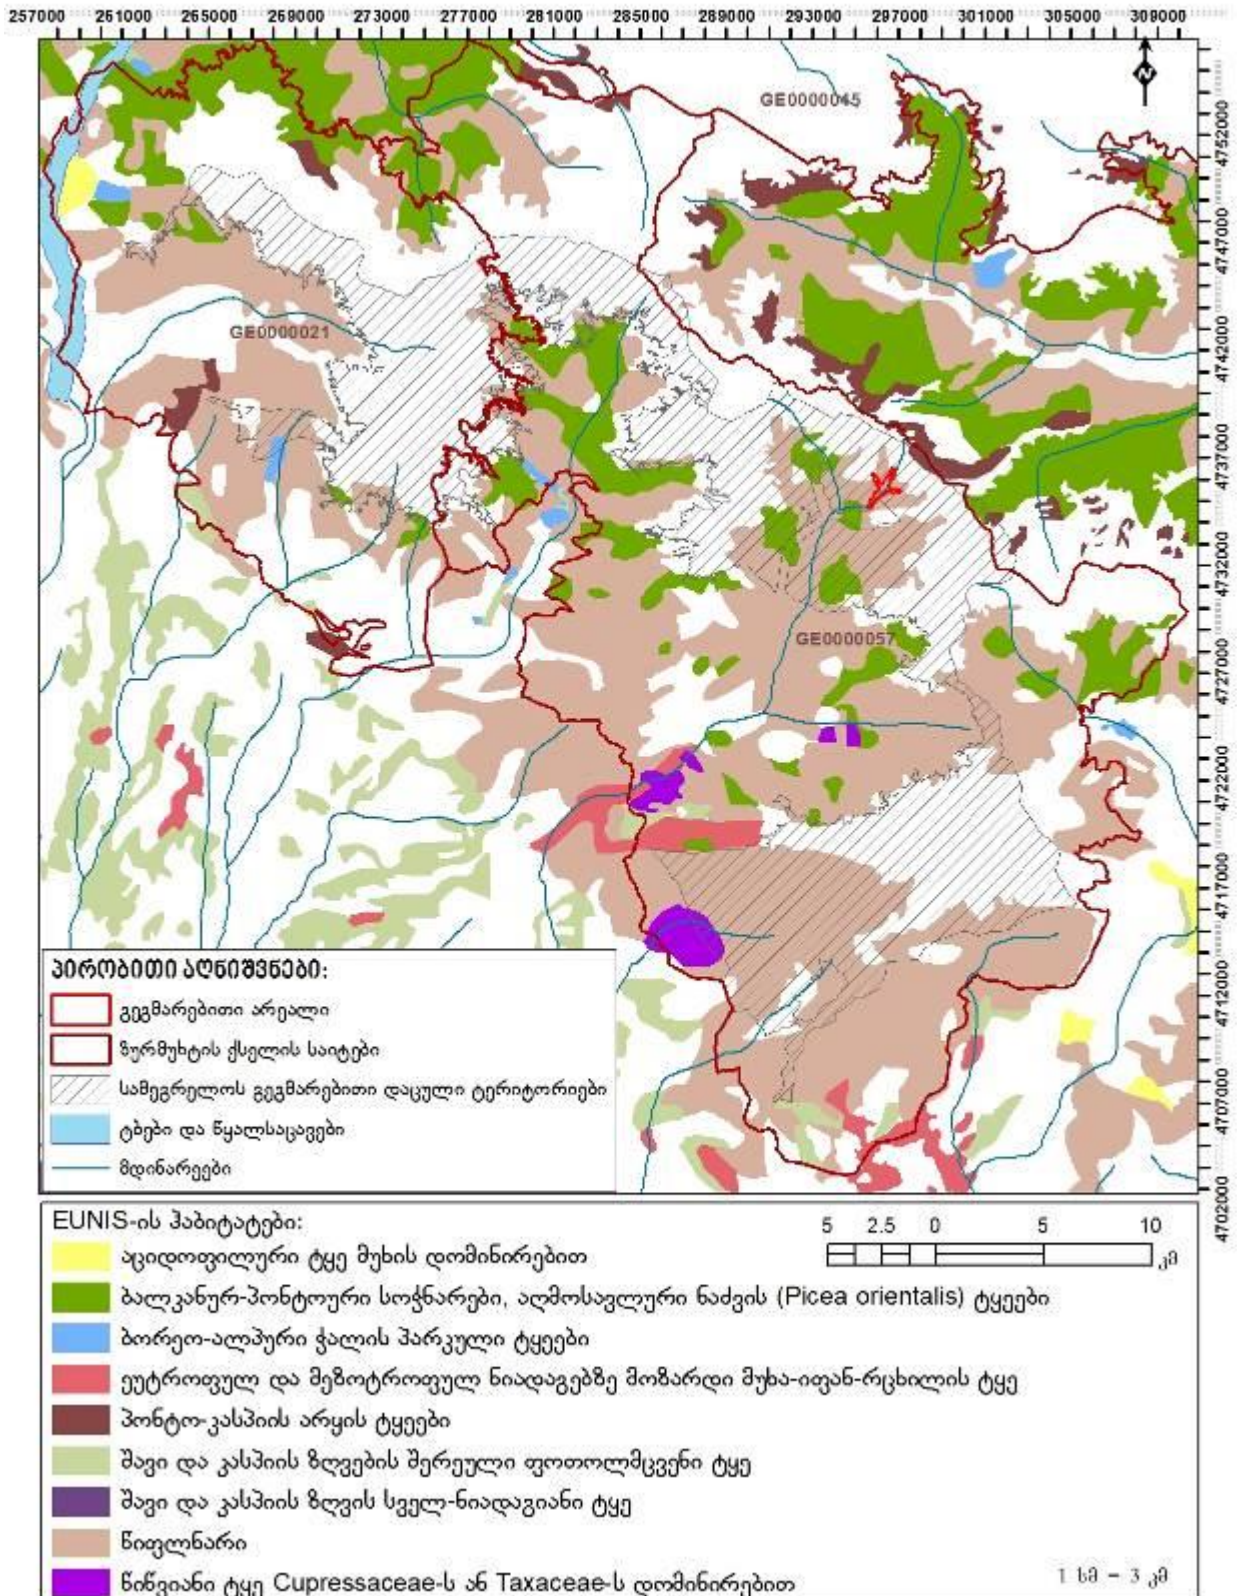 257000 261000 265000 269000 273000 277000 281000 285000 289000 293000 297000 301000 305000 309000
GE0000045
4752000
4747000
GE0000021
4742000
4737000
4732000
GE0000057
4727000
4722000
4717000
4712000
4707000
4702000
N
პირობითი აღნიშვნები:
გეგმარებითი არეალი
ზურმუხტის ქსელის საიტები
სამეგრელოს გეგმარებითი დაცული ტერიტორიები
ტბები და წყალსაცავები
მდინარეები
EUNIS-ის ჰაბიტატები:
5 2.5 0 5 10
კმ
აციდოფილური ტყე მუხის დომინირებით
ბალკანურ-პონტოური სოჭნარები, აღმოსავლური ნაძვის (Picea orientalis) ტყეები
ბორეო-ალპური ჭალის პარკული ტყეები
ეუტროფულ და მეზოტროფულ ნიადაგებზე მოზარდი მუხა-იფან-რცხილის ტყე
პონტო-კასპიის არყის ტყეები
შავი და კასპიის ზღვების შერეული ფოთოლმცვენი ტყე
შავი და კასპიის ზღვის სველ-ნიადაგიანი ტყე
წიფლნარი
წიწვიანი ტყე Cupressaceae-ს ან Taxaceae-ს დომინირებით
1 სმ – 3 კმ